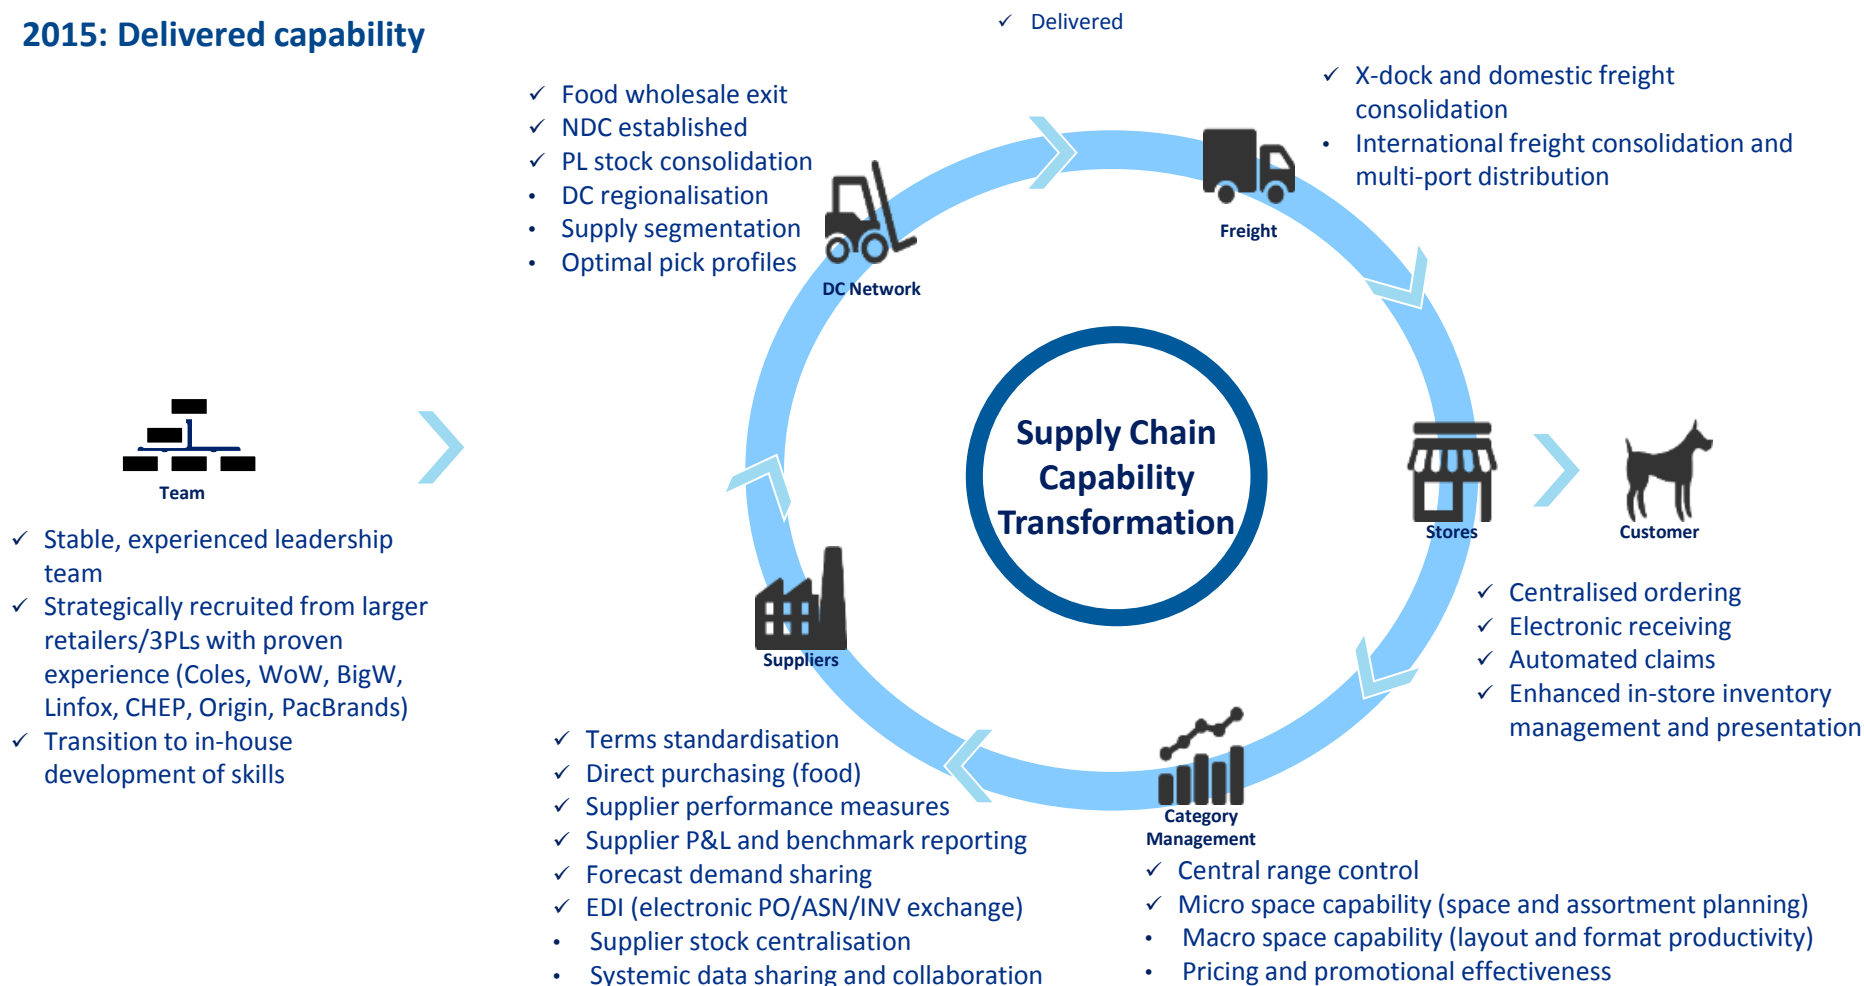 2015: Delivered capability
✓ Delivered
✓ Food wholesale exit
✓ NDC established
✓ PL stock consolidation
• DC regionalisation
• Supply segmentation
• Optimal pick profiles
DC Network
✓ X-dock and domestic freight
consolidation
• International freight consolidation and
multi-port distribution
Freight
Supply Chain
Capability
Transformation
Team
✓ Stable, experienced leadership
team
✓ Strategically recruited from larger
retailers/3PLs with proven
experience (Coles, WoW, BigW,
Linfox, CHEP, Origin, PacBrands)
✓ Transition to in-house
development of skills
Stores
Customer
✓ Centralised ordering
✓ Electronic receiving
✓ Automated claims
✓ Enhanced in-store inventory
management and presentation
Suppliers
✓ Terms standardisation
✓ Direct purchasing (food)
✓ Supplier performance measures
✓ Supplier P&L and benchmark reporting
✓ Forecast demand sharing
✓ EDI (electronic PO/ASN/INV exchange)
• Supplier stock centralisation
• Systemic data sharing and collaboration
Category
Management
✓ Central range control
✓ Micro space capability (space and assortment planning)
• Macro space capability (layout and format productivity)
• Pricing and promotional effectiveness